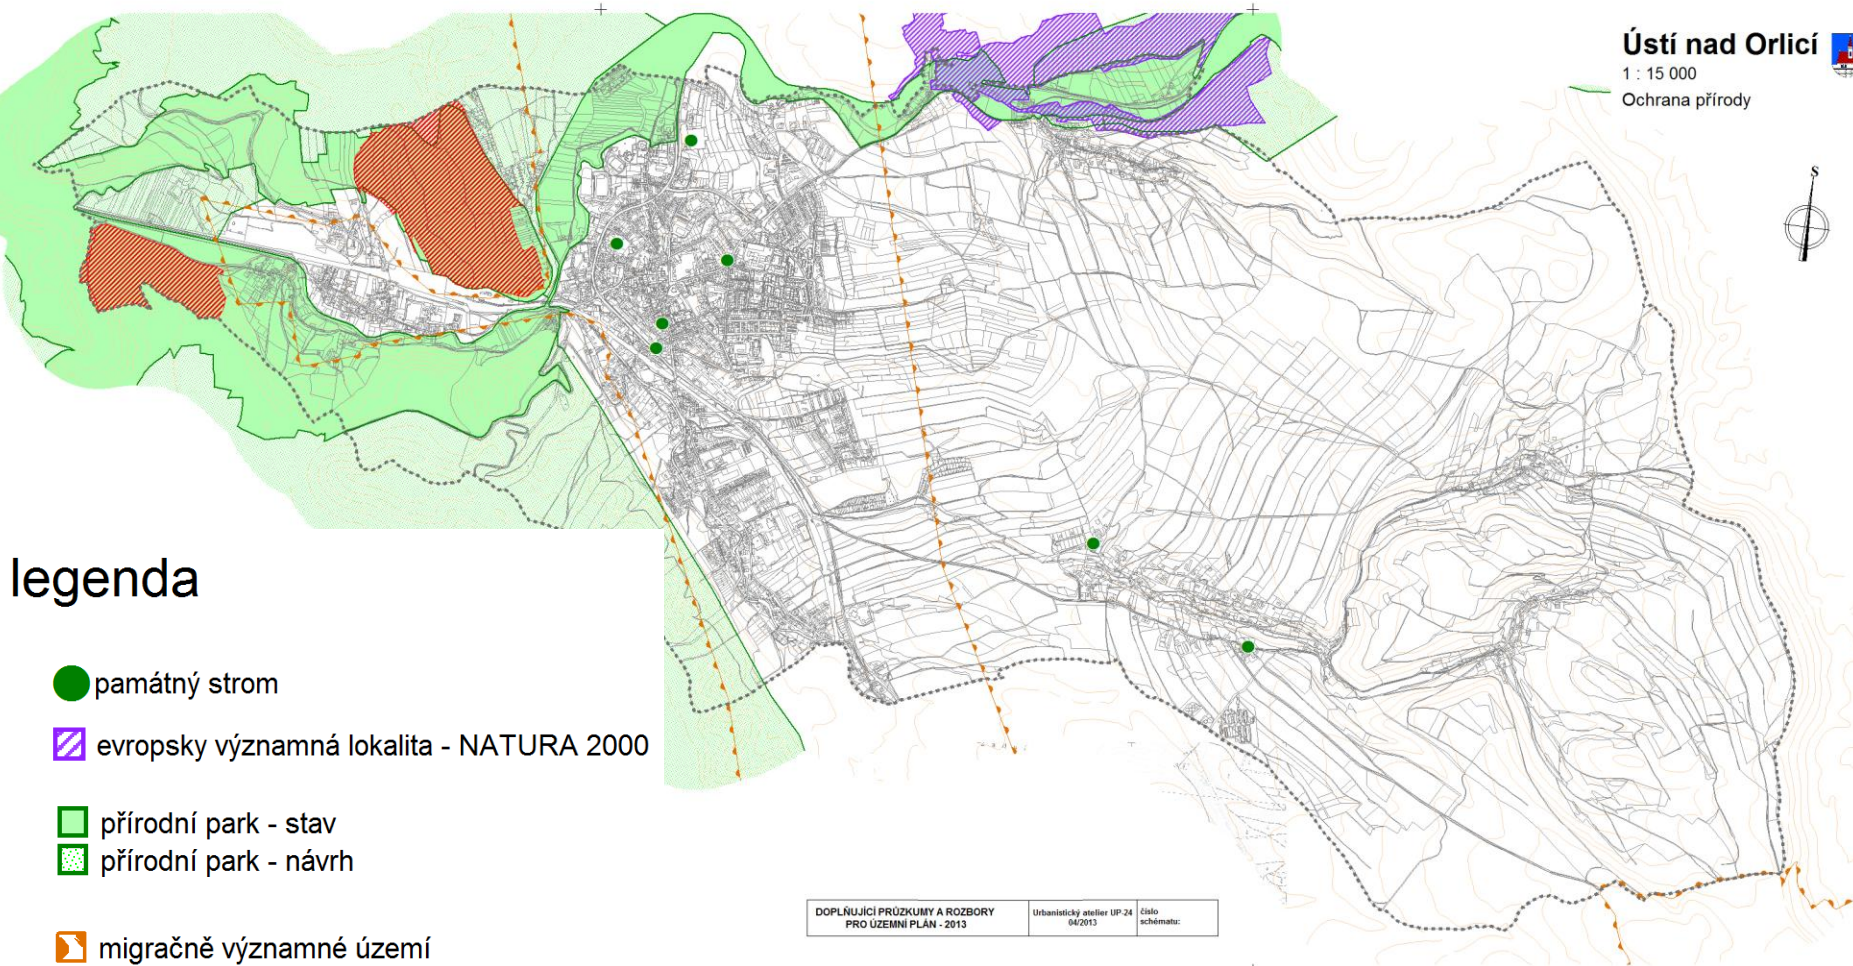 Ústí nad Orlicí
1 : 15 000
Ochrana přírody
S
legenda
památný strom
evropsky významná lokalita - NATURA 2000
přírodní park - stav
přírodní park - návrh
migračně významné území
DOPLŇUJÍCÍ PRŮZKUMY A ROZBORY
PRO ÚZEMNÍ PLÁN - 2013
Urbanistický atelier UP-24
04/2013
číslo
schématu: